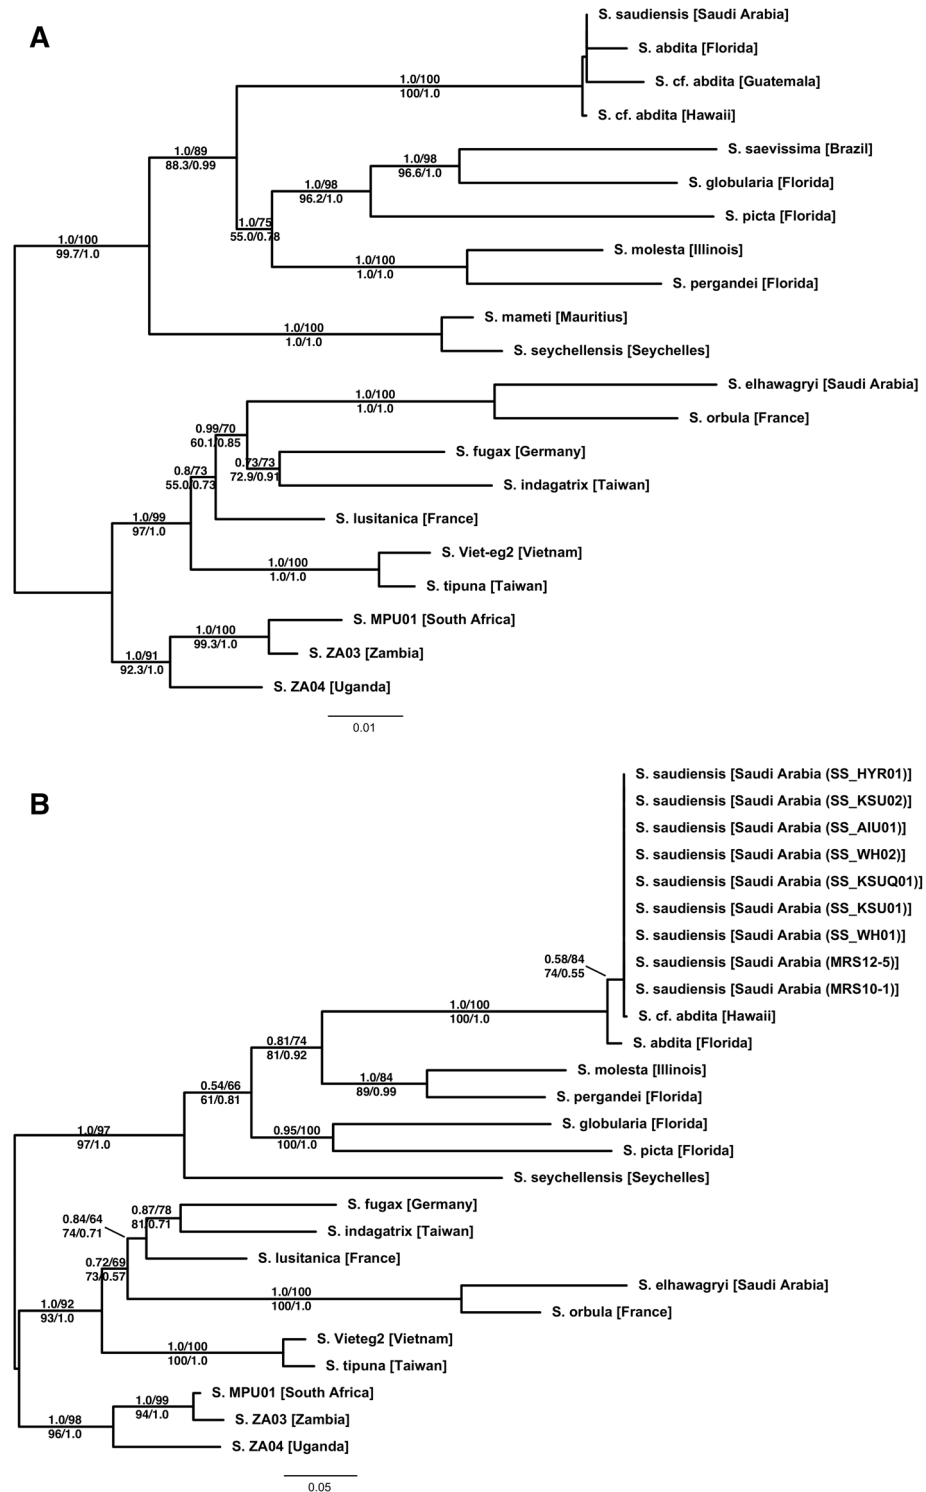 A
S. saudiensis [Saudi Arabia]
S. abdita [Florida]
1.0/100
100/1.0
S. cf. abdita [Guatemala]
S. cf. abdita [Hawaii]
1.0/89
88.3/0.99
S. saevissima [Brazil]
1.0/98
96.6/1.0
S. globularia [Florida]
1.0/98
96.2/1.0
S. picta [Florida]
1.0/75
55.0/0.78
1.0/100
99.7/1.0
S. molesta [Illinois]
1.0/100
1.0/1.0
S. pergandei [Florida]
S. mameti [Mauritius]
1.0/100
1.0/1.0
S. seychellensis [Seychelles]
S. elhawagryi [Saudi Arabia]
1.0/100
1.0/1.0
S. orbula [France]
0.99/70
60.1/0.85
S. fugax [Germany]
0.73/73
72.9/0.91
0.8/73
55.0/0.73
S. indagatrix [Taiwan]
S. lusitanica [France]
1.0/99
97/1.0
S. Viet-eg2 [Vietnam]
1.0/100
1.0/1.0
S. tipuna [Taiwan]
S. MPU01 [South Africa]
1.0/100
99.3/1.0
S. ZA03 [Zambia]
1.0/91
92.3/1.0
S. ZA04 [Uganda]
0.01
B
S. saudiensis [Saudi Arabia (SS_HYR01)]
S. saudiensis [Saudi Arabia (SS_KSU02)]
S. saudiensis [Saudi Arabia (SS_AIU01)]
S. saudiensis [Saudi Arabia (SS_WH02)]
S. saudiensis [Saudi Arabia (SS_KSUQ01)]
S. saudiensis [Saudi Arabia (SS_KSU01)]
S. saudiensis [Saudi Arabia (SS_WH01)]
S. saudiensis [Saudi Arabia (MRS12-5)]
0.58/84
74/0.55
S. saudiensis [Saudi Arabia (MRS10-1)]
1.0/100
100/1.0
S. cf. abdita [Hawaii]
S. abdita [Florida]
0.81/74
81/0.92
S. molesta [Illinois]
1.0/84
89/0.99
S. pergandei [Florida]
0.54/66
61/0.81
S. globularia [Florida]
0.95/100
100/1.0
1.0/97
97/1.0
S. picta [Florida]
S. seychellensis [Seychelles]
S. fugax [Germany]
0.87/78
81/0.71
0.84/64
74/0.71
S. indagatrix [Taiwan]
S. lusitanica [France]
0.72/69
73/0.57
S. elhawagryi [Saudi Arabia]
1.0/100
100/1.0
S. orbula [France]
1.0/92
93/1.0
S. Vieteg2 [Vietnam]
1.0/100
100/1.0
S. tipuna [Taiwan]
S. MPU01 [South Africa]
1.0/99
94/1.0
S. ZA03 [Zambia]
1.0/98
96/1.0
S. ZA04 [Uganda]
0.05